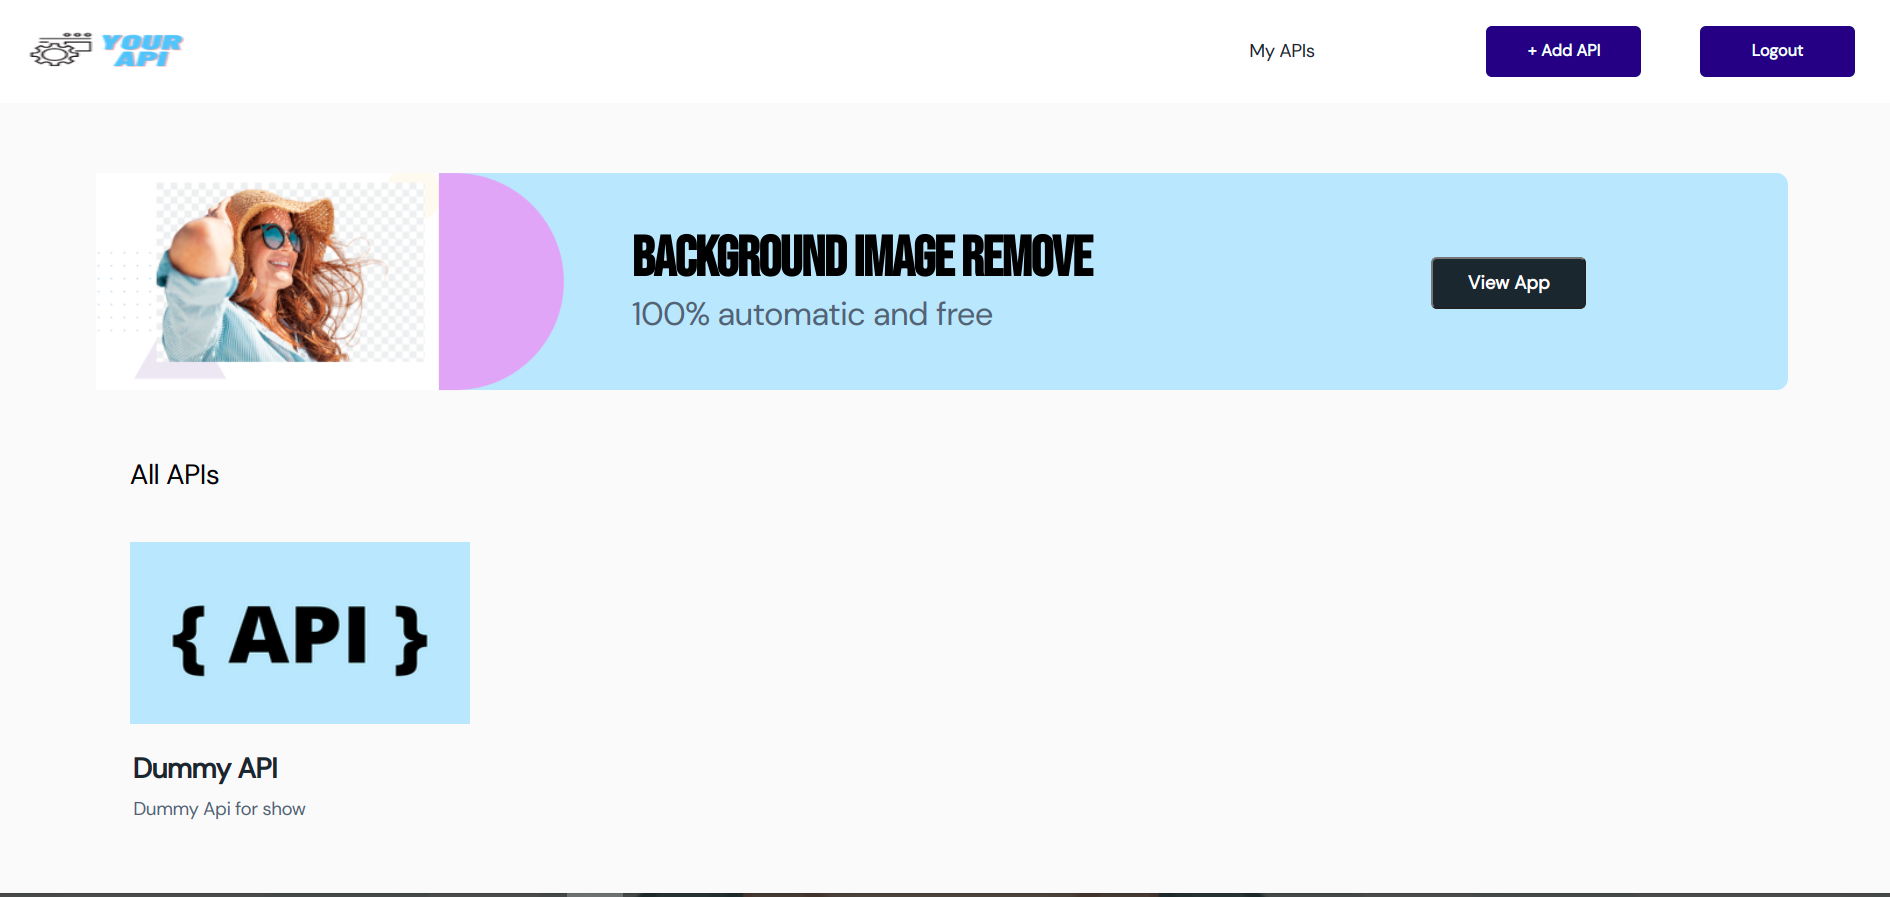 YOUR
API
My APIs
+ Add API
Logout
BACKGROUND IMAGE REMOVE
100% automatic and free
View App
All APIs
{ API }
Dummy API
Dummy Api for show